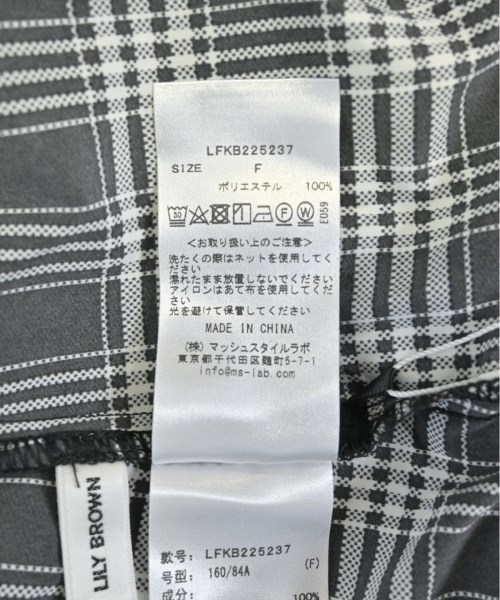 LFKB225237
SIZE F
ポリエステル 100%
30 F W E059
<お取り扱い上のご注意>
洗たくの際はネットを使用してく
ださい
濡れたまま放置しないでください
アイロンはあて布を使用してくだ
さい
光を避けて保管してください
MADE IN CHINA
(株)マッシュスタイルラボ
東京都千代田区麹町5-7-1
info@ms-lab.com
LILY BROWN
款号: LFKB225237
号型: 160/84A (F)
成分: 100%